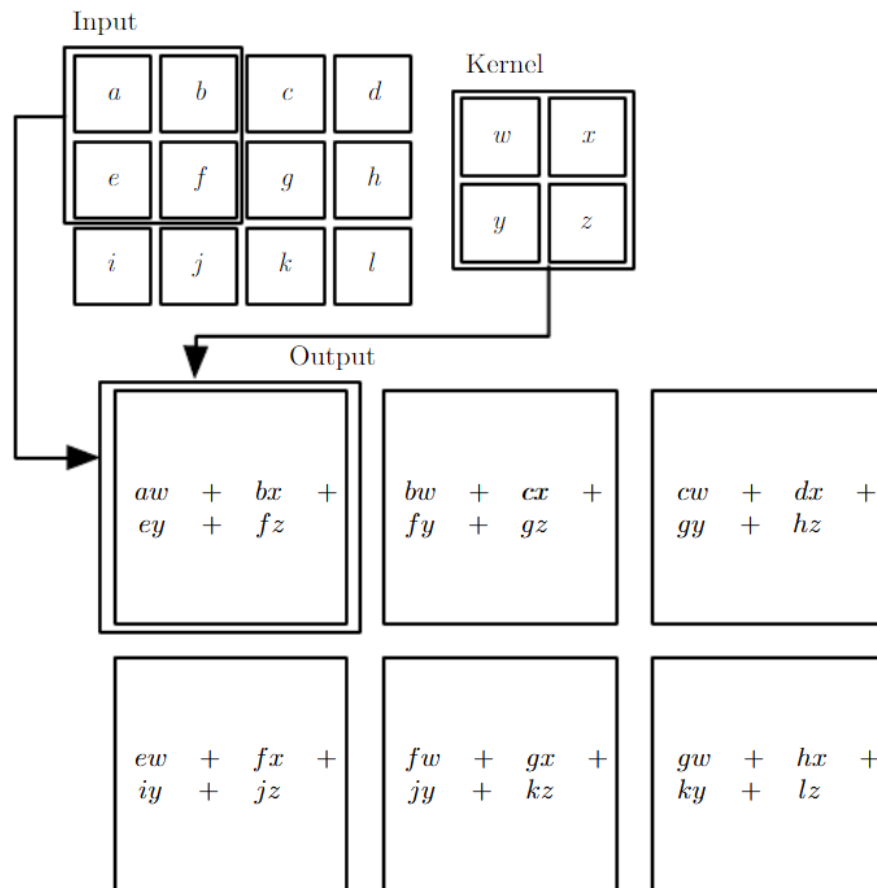 Input
Kernel
a b c d
w x
e f g h
y z
i j k l
Output
aw + bx +
ey + fz
bw + cx +
fy + gz
cw + dx +
gy + hz
ew + fx +
iy + jz
fw + gx +
jy + kz
gw + hx +
ky + lz